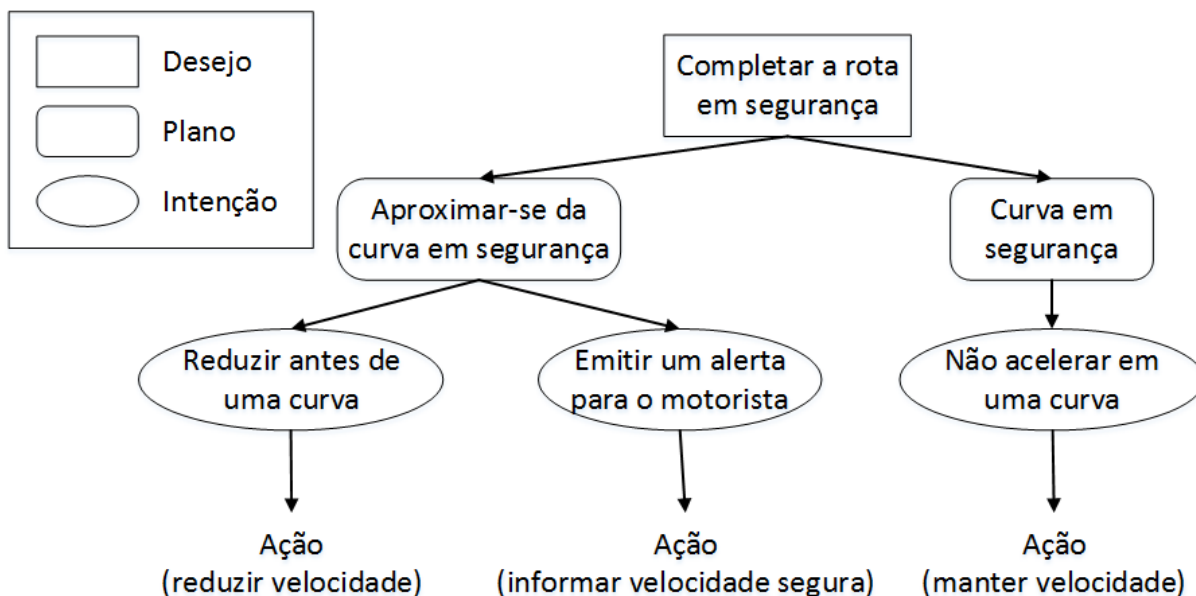 Desejo
Plano
Intenção
Completar a rota
em segurança
Aproximar-se da
curva em segurança
Curva em
segurança
Reduzir antes de
uma curva
Emitir um alerta
para o motorista
Não acelerar em
uma curva
Ação
(reduzir velocidade)
Ação
(informar velocidade segura)
Ação
(manter velocidade)